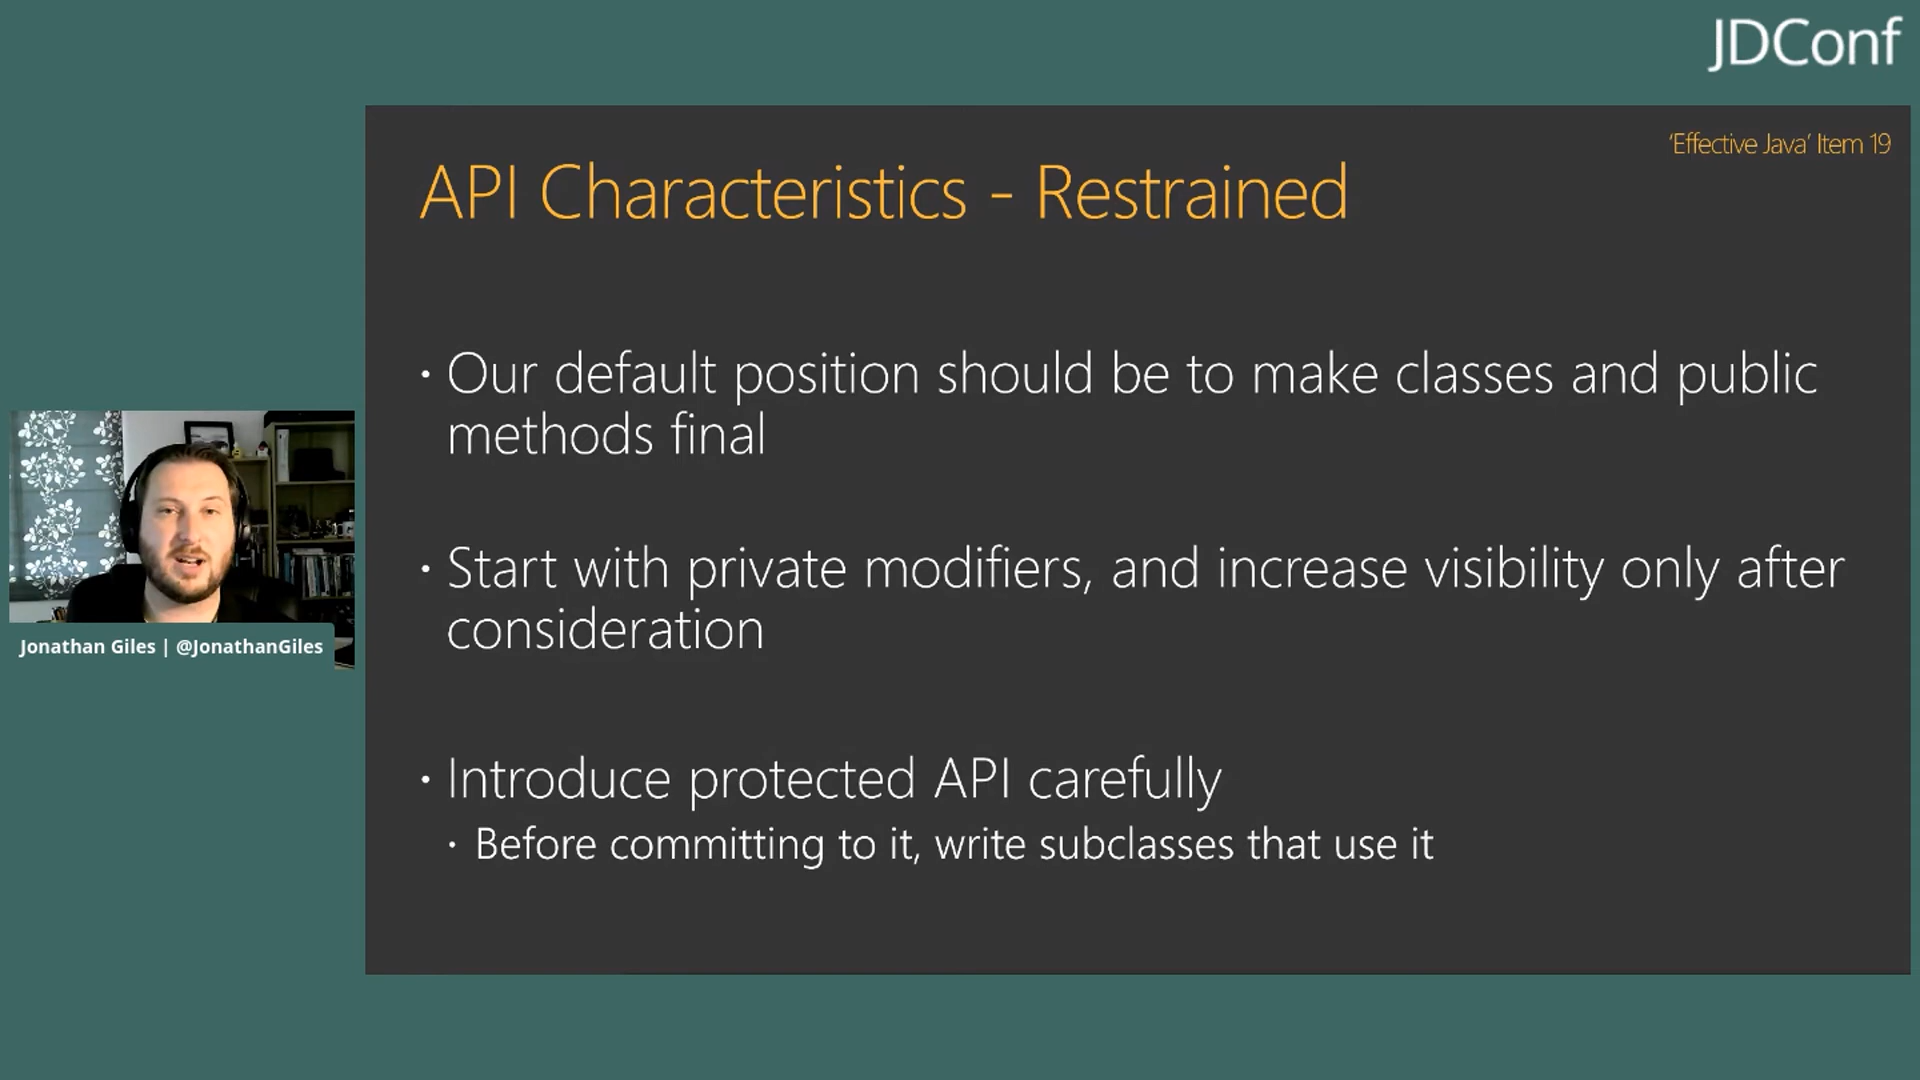 JDConf
'Effective Java' Item 19
API Characteristics - Restrained
· Our default position should be to make classes and public
methods final
· Start with private modifiers, and increase visibility only after
consideration
· Introduce protected API carefully
· Before committing to it, write subclasses that use it
Jonathan Giles | @JonathanGiles